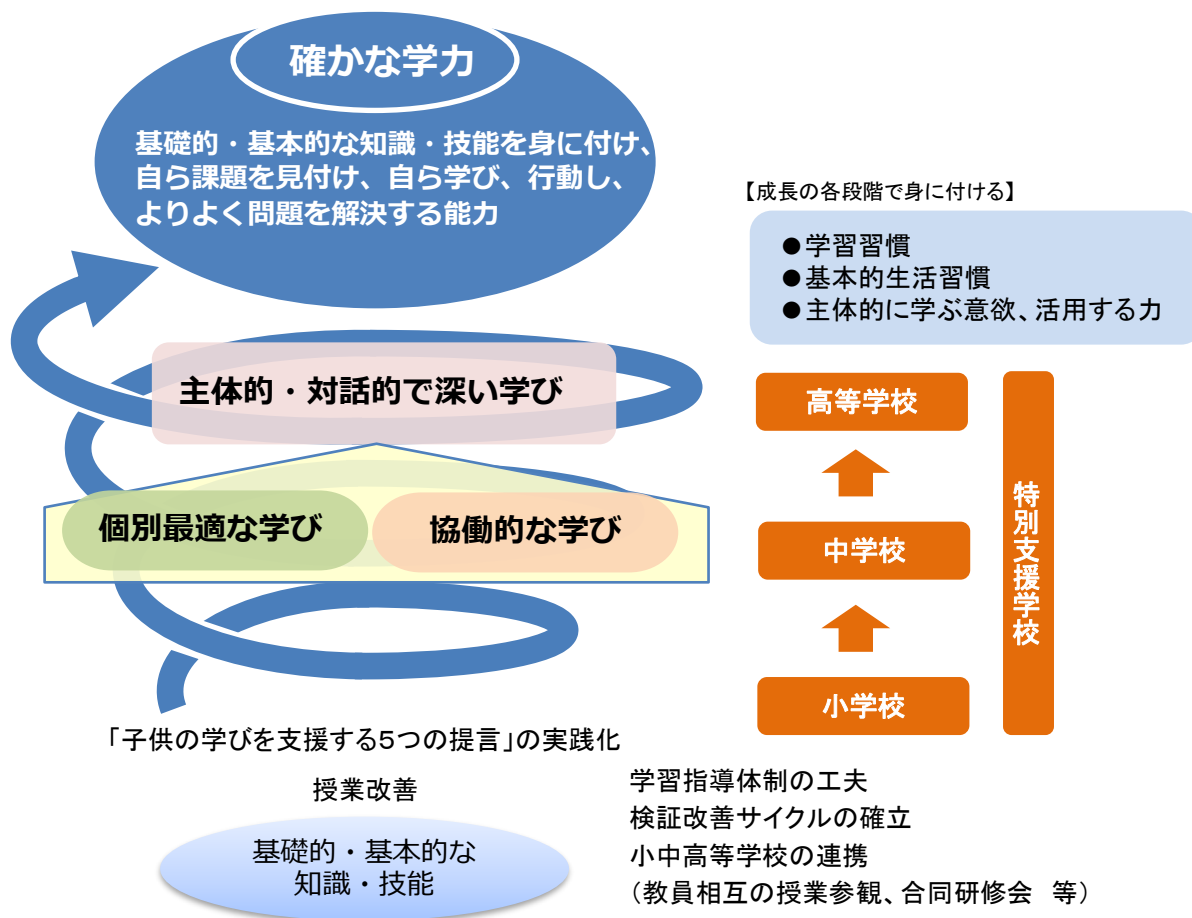 確かな学力
基礎的・基本的な知識・技能を身に付け、
自ら課題を見付け、自ら学び、行動し、
よりよく問題を解決する能力
【成長の各段階で身に付ける】
●学習習慣
●基本的生活習慣
●主体的に学ぶ意欲、活用する力
主体的・対話的で深い学び
個別最適な学び
協働的な学び
高等学校
中学校
小学校
特別支援学校
「子供の学びを支援する5つの提言」の実践化
授業改善
基礎的・基本的な
知識・技能
学習指導体制の工夫
検証改善サイクルの確立
小中高等学校の連携
（教員相互の授業参観、合同研修会　等）